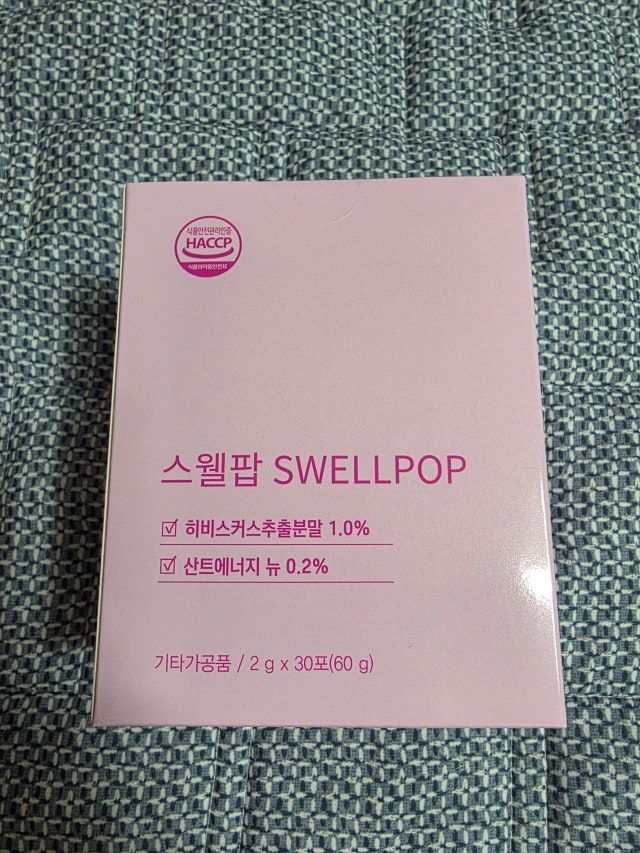 식품안전관리인증
HACCP
식품의약품안전처
스웰팝 SWELLPOP
히비스커스추출분말 1.0%
산트에너지 뉴 0.2%
기타가공품 / 2 g x 30포(60 g)